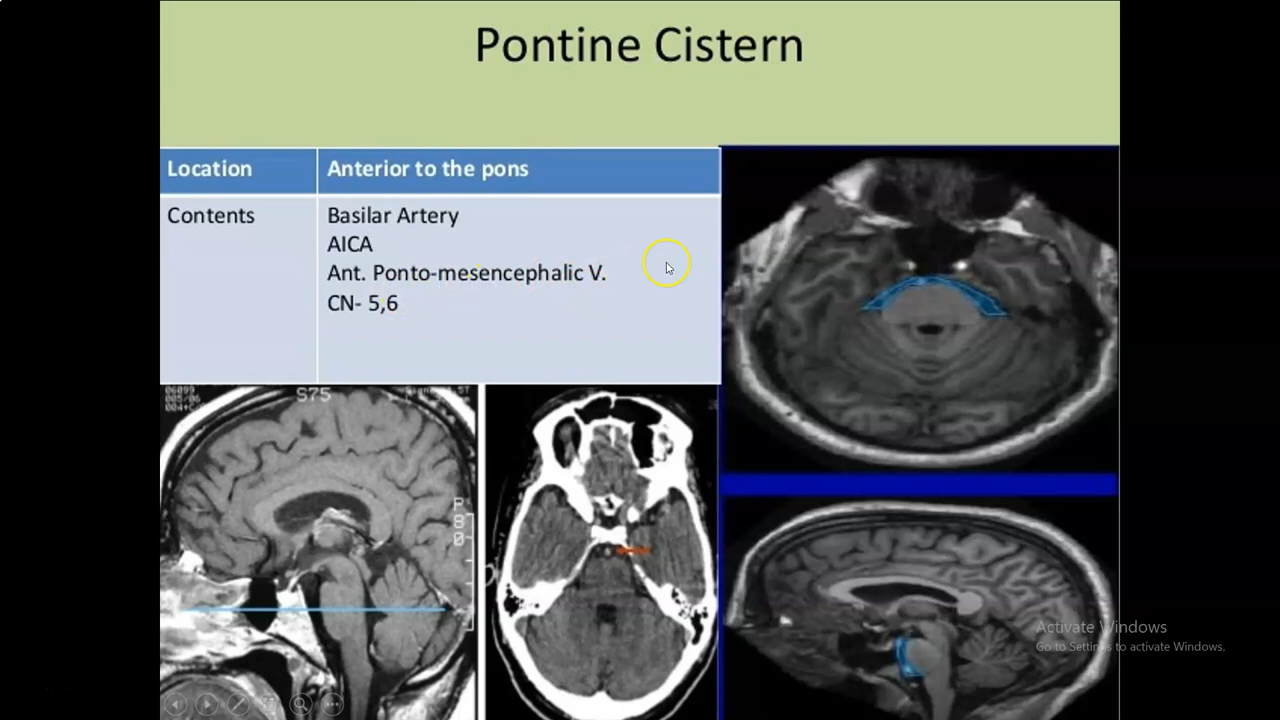 Pontine Cistern
Location
Anterior to the pons
Contents
Basilar Artery
AICA
Ant. Ponto-mesencephalic V.
CN- 5,6
S75
P
80
Activate Windows
Go to Settings to activate Windows.